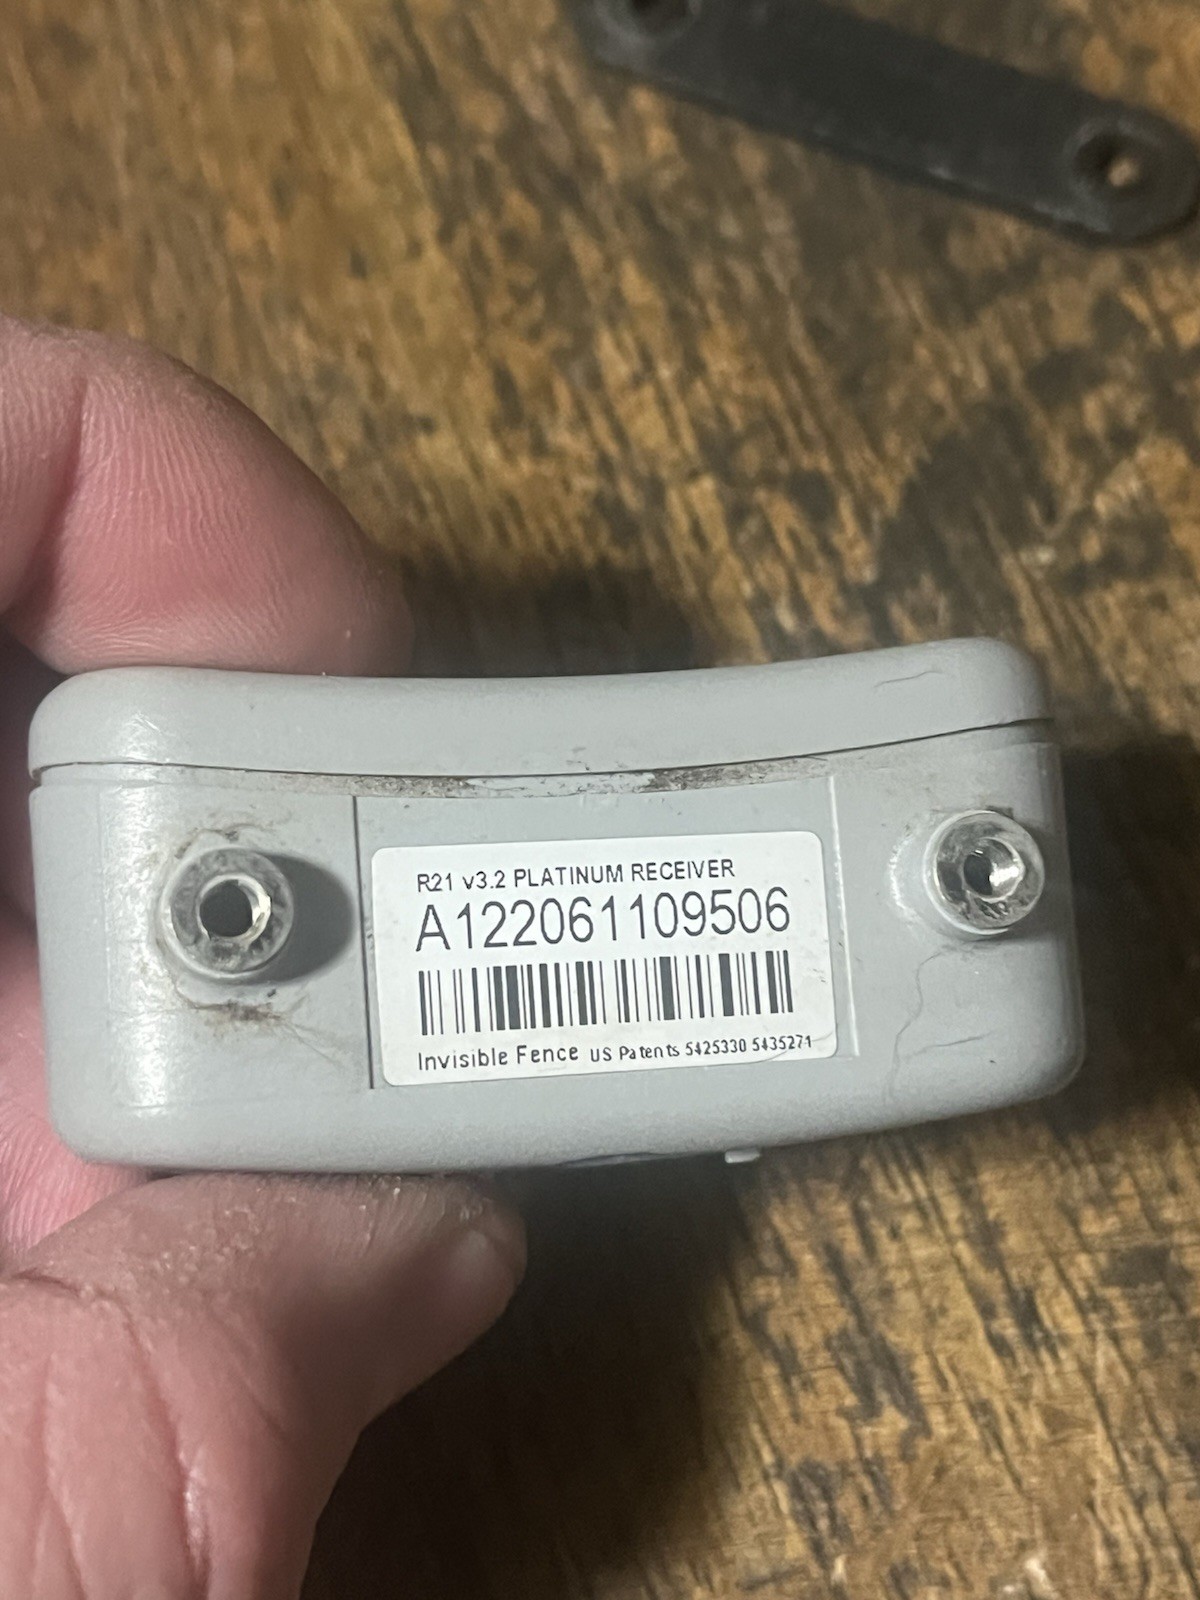 R21 v3.2 PLATINUM RECEIVER
A122061109506
Invisible Fence US Patents 5425330 5435271